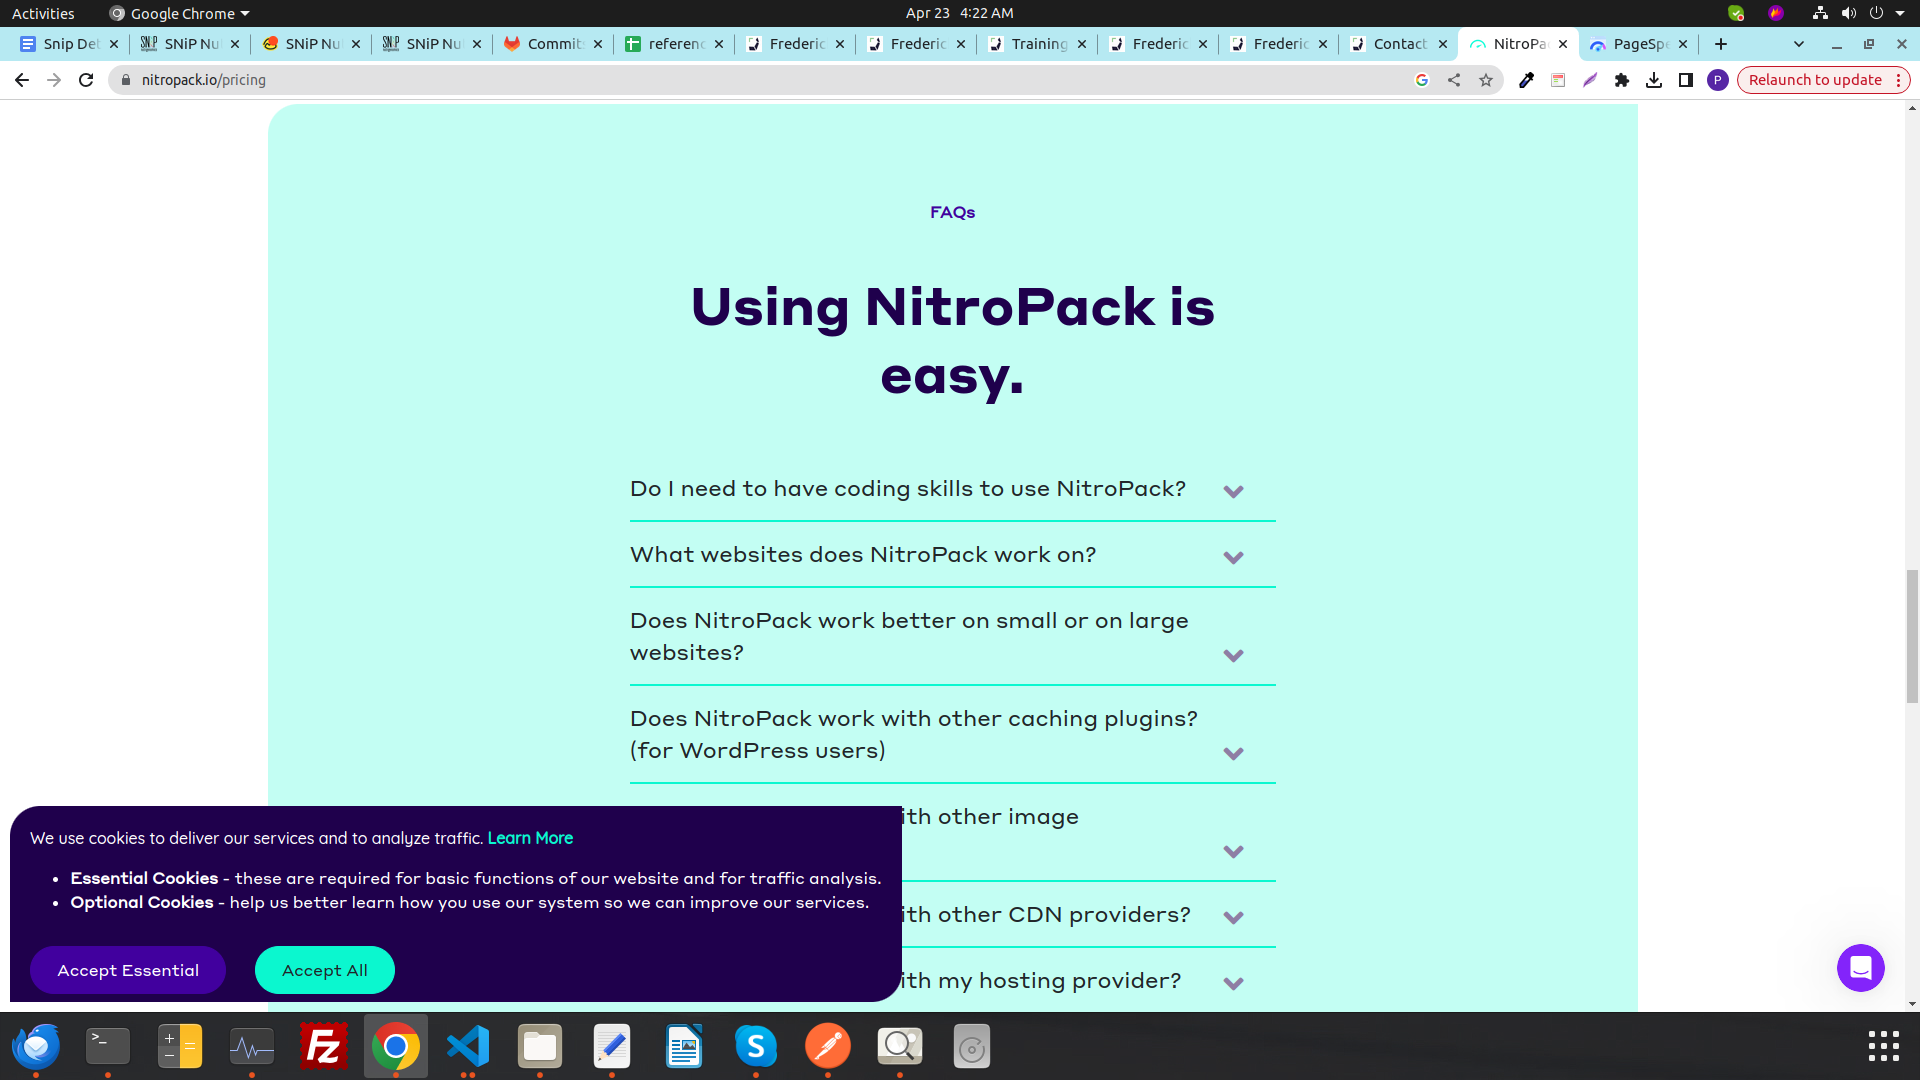 Activities
Google Chrome
Apr 23 4:22 AM
Snip De
SNiP Nu
SNiP Nu
SNiP Nu
Commit
referenc
Frederic
Frederic
Training
Frederic
Frederic
Contact
NitroPa
PageSpe
nitropack.io/pricing
P
Relaunch to update
FAQs
Using NitroPack is
easy.
Do I need to have coding skills to use NitroPack?
What websites does NitroPack work on?
Does NitroPack work better on small or on large
websites?
Does NitroPack work with other caching plugins?
(for WordPress users)
ith other image
ith other CDN providers?
ith my hosting provider?
We use cookies to deliver our services and to analyze traffic. Learn More
• Essential Cookies - these are required for basic functions of our website and for traffic analysis.
• Optional Cookies - help us better learn how you use our system so we can improve our services.
Accept Essential
Accept All